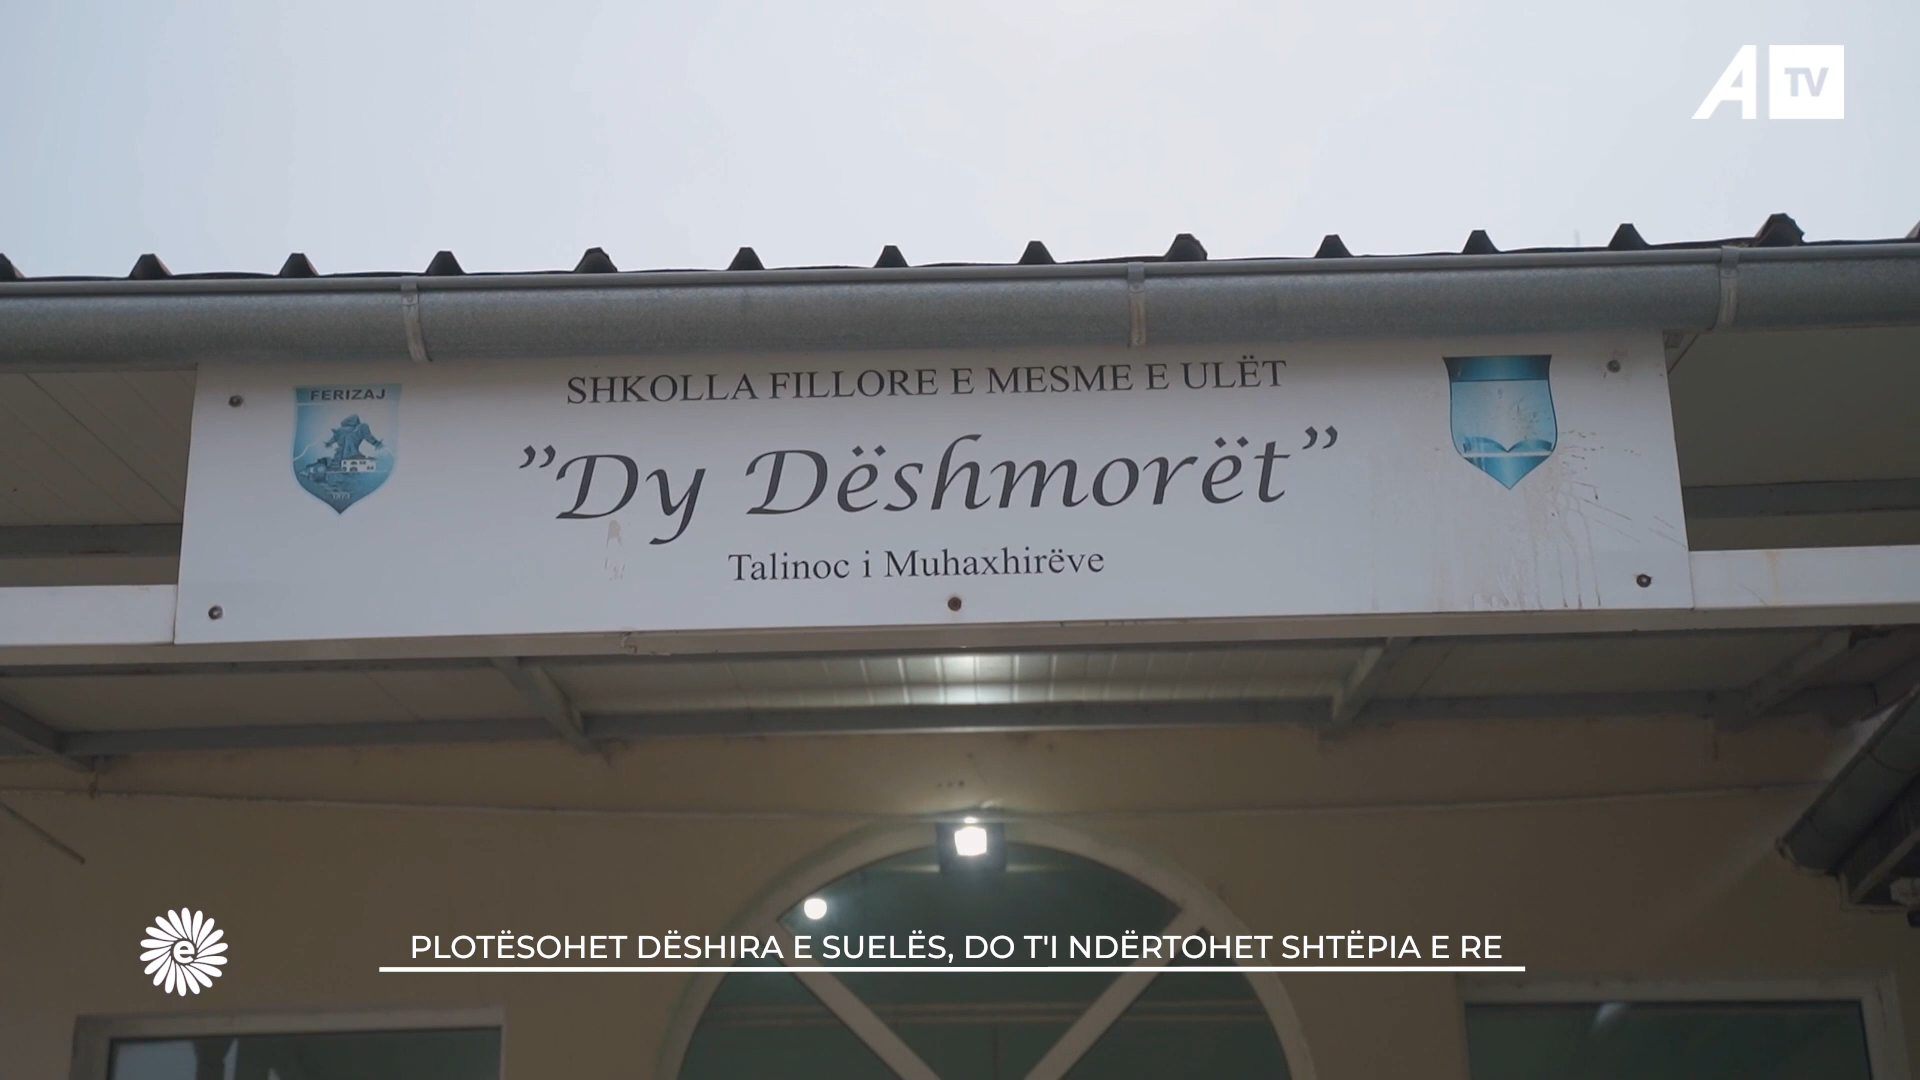 A TV
FERIZAJ
SHKOLLA FILLORE E MESME E ULËT
”Dy Dëshmorët”
Talinoc i Muhaxhirëve
e
PLOTËSOHET DËSHIRA E SUELËS, DO T'I NDËRTOHET SHTËPIA E RE